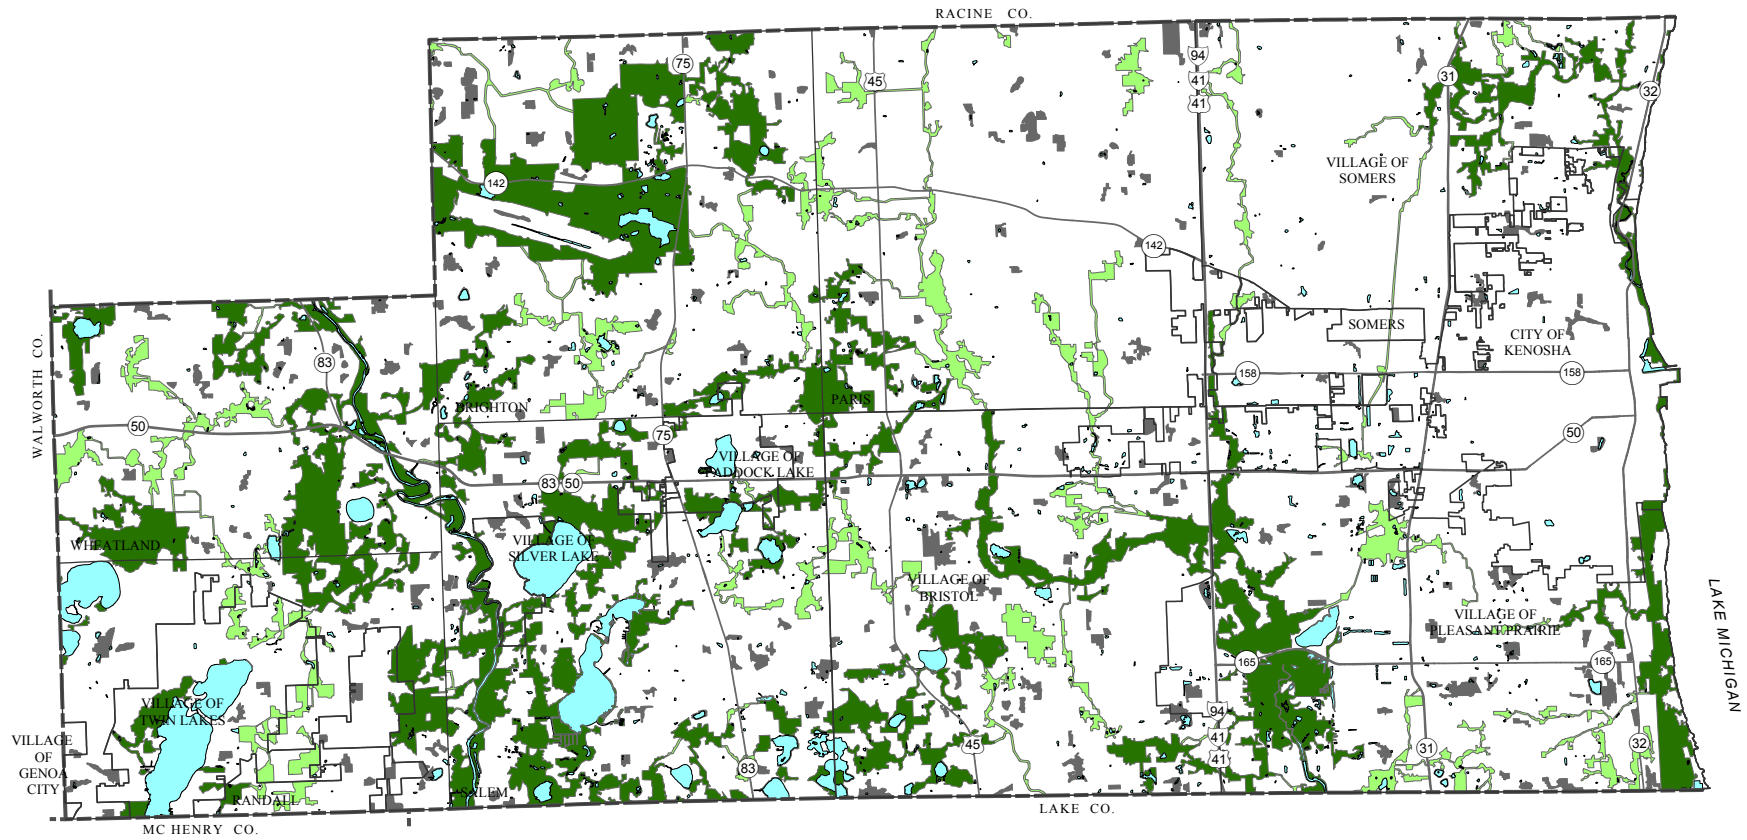 RACINE CO.
75
94
45
41
31
41
32
142
VILLAGE OF
SOMERS
142
WALWORTH CO.
83
SOMERS
CITY OF
KENOSHA
158
158
BRIGHTON
PARIS
50
75
50
VILLAGE OF
PADDOCK LAKE
83
50
WHEATLAND
VILLAGE OF
SILVER LAKE
VILLAGE OF
BRISTOL
LAKE MICHIGAN
VILLAGE OF
PLEASANT PRAIRIE
165
165
VILLAGE OF
TWIN LAKES
94
41
45
31
32
VILLAGE
OF
GENOA
CITY
41
83
RANDALL
SALEM
LAKE CO.
MC HENRY CO.